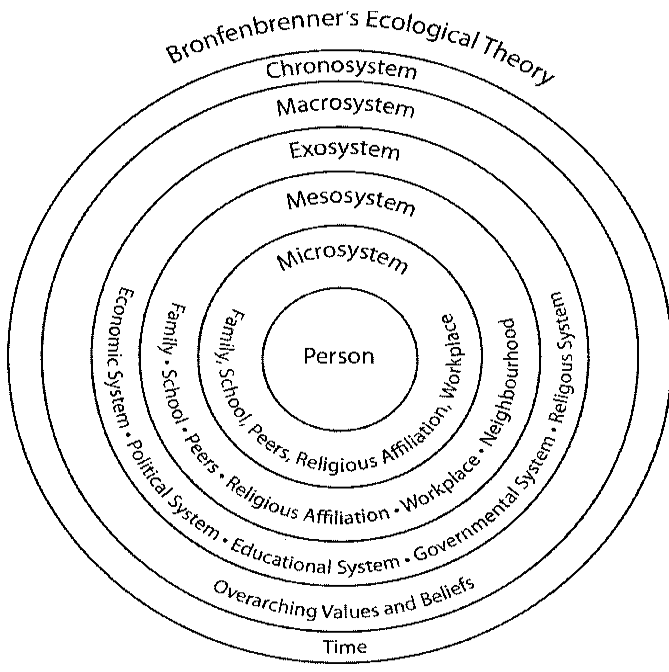 Bronfenbrenner's Ecological Theory
Chronosystem
Macrosystem
Exosystem
Mesosystem
Microsystem
Person
Family, School, Peers, Religious Affiliation, Workplace
Family • School • Peers • Religious Affiliation • Workplace • Neighbourhood
Economic System • Political System • Educational System • Governmental System • Religous System
Overarching Values and Beliefs
Time